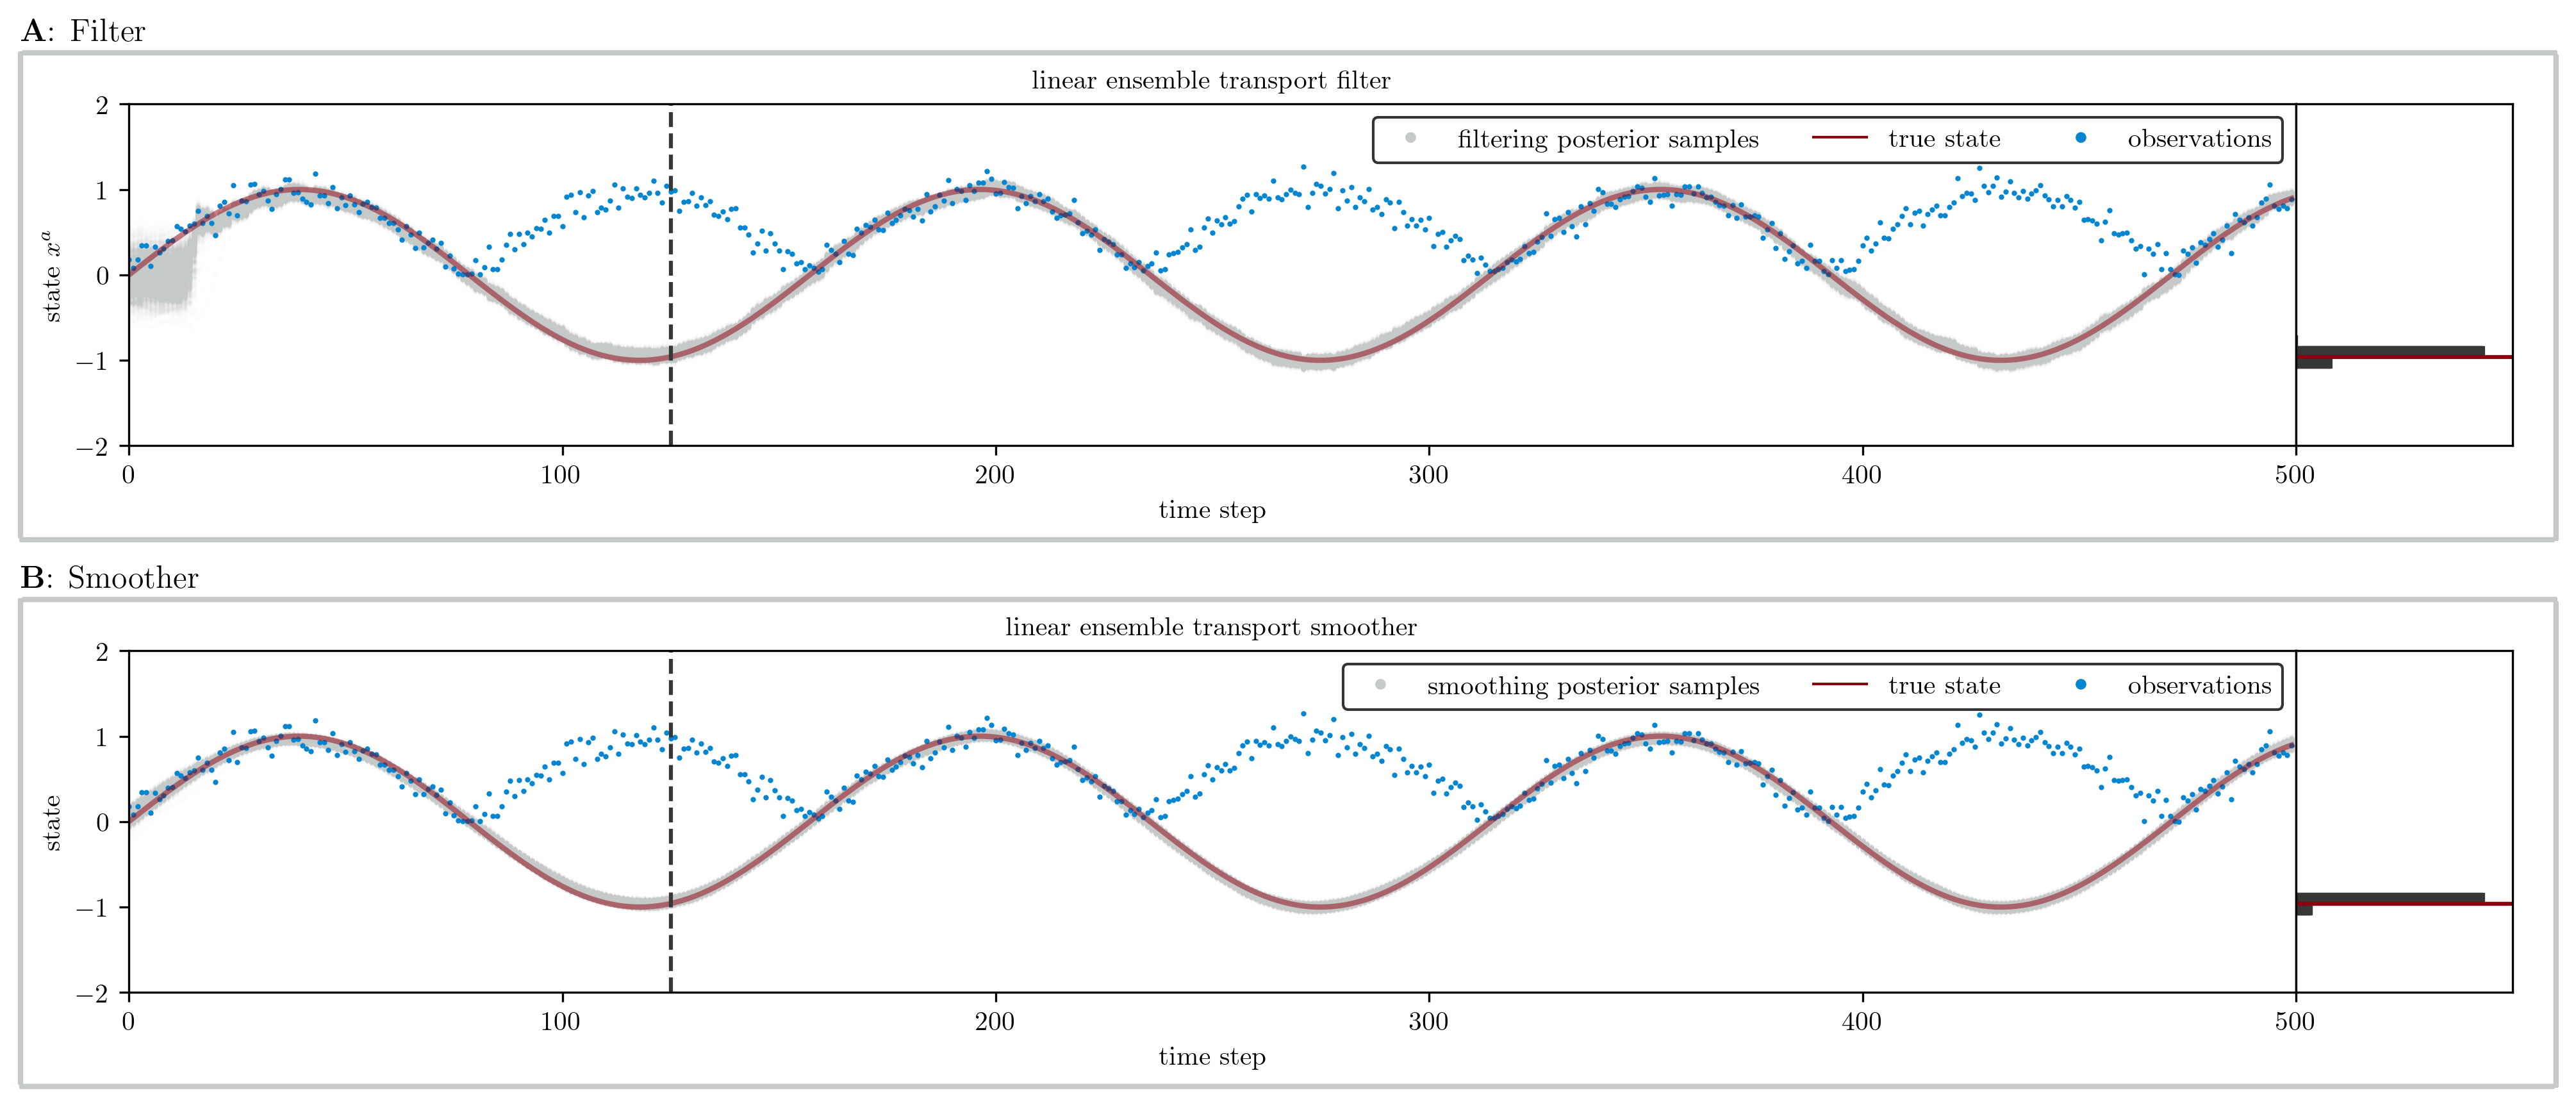 A: Filter
linear ensemble transport filter
filtering posterior samples true state observations
2
1
0
−1
−2
state xᵃ
0 100 200 300 400 500
time step
B: Smoother
linear ensemble transport smoother
smoothing posterior samples true state observations
2
1
0
−1
−2
state
0 100 200 300 400 500
time step